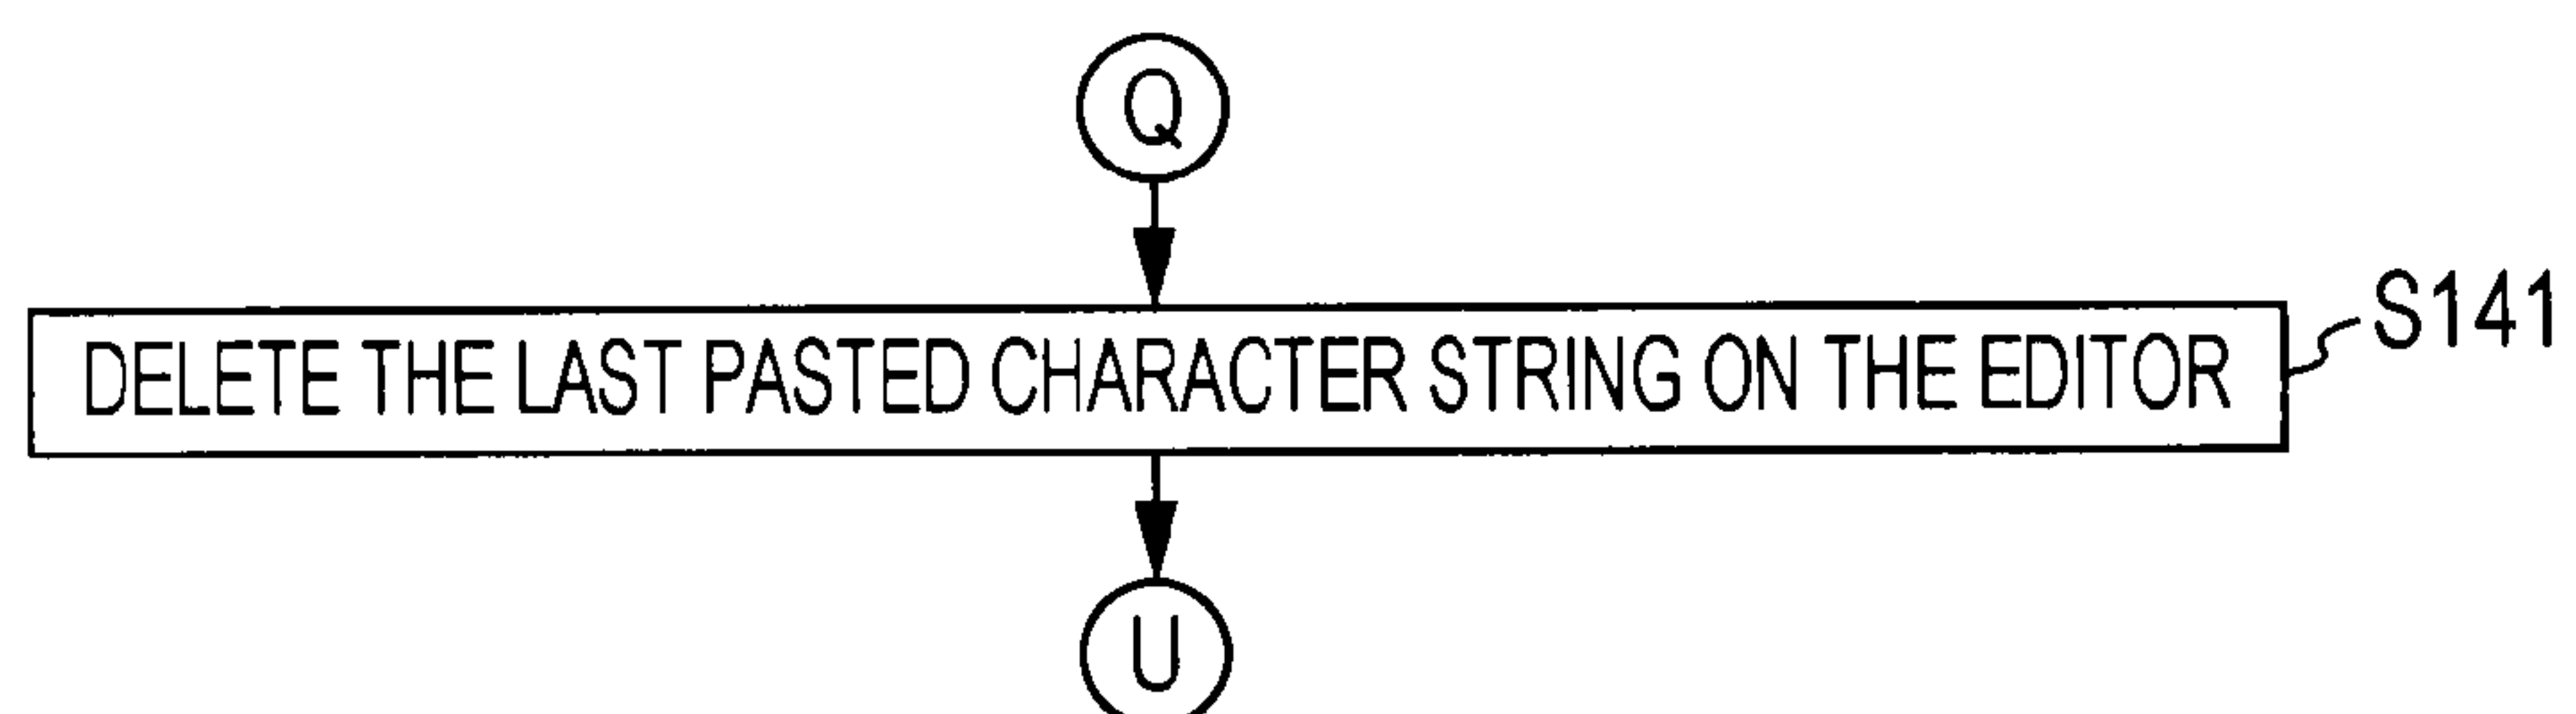 Q
DELETE THE LAST PASTED CHARACTER STRING ON THE EDITOR
S141
U